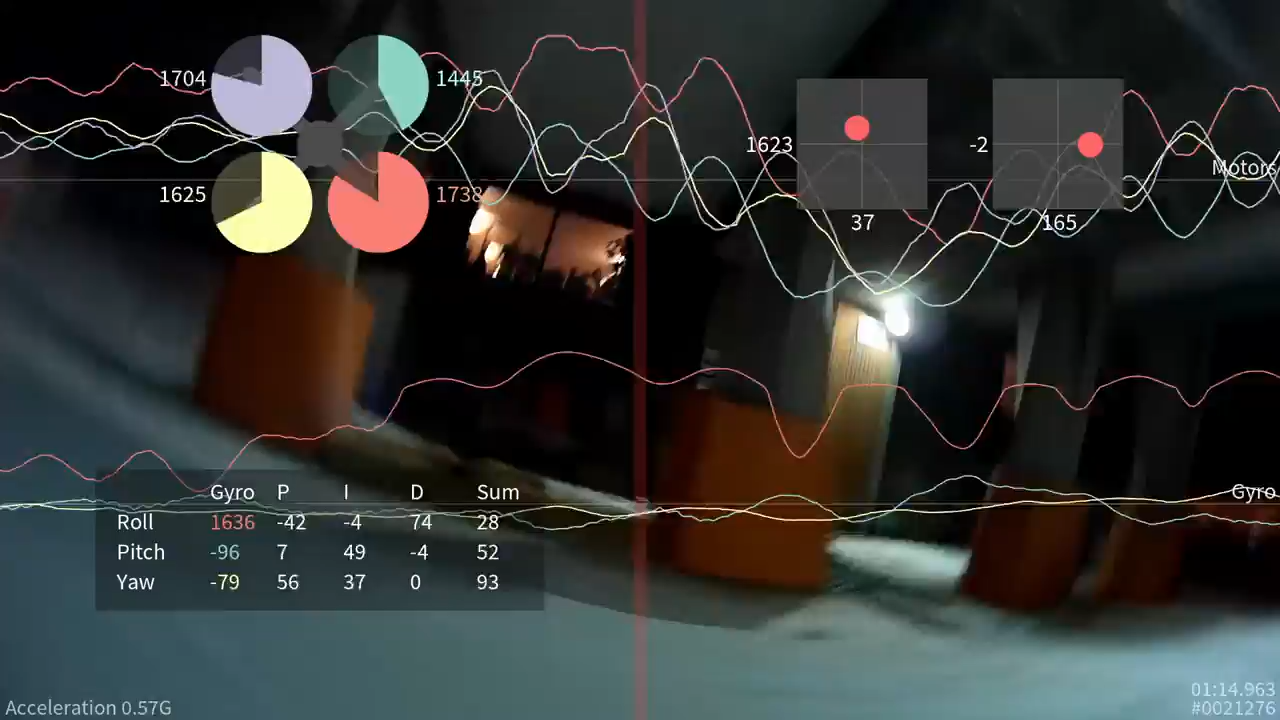 1704 1445
1623 -2
Motors
1625 1738
37 165
Gyro
Gyro P I D Sum
Roll 1636 -42 -4 74 28
Pitch -96 7 49 -4 52
Yaw -79 56 37 0 93
01:14.963
Acceleration 0.57G #0021276